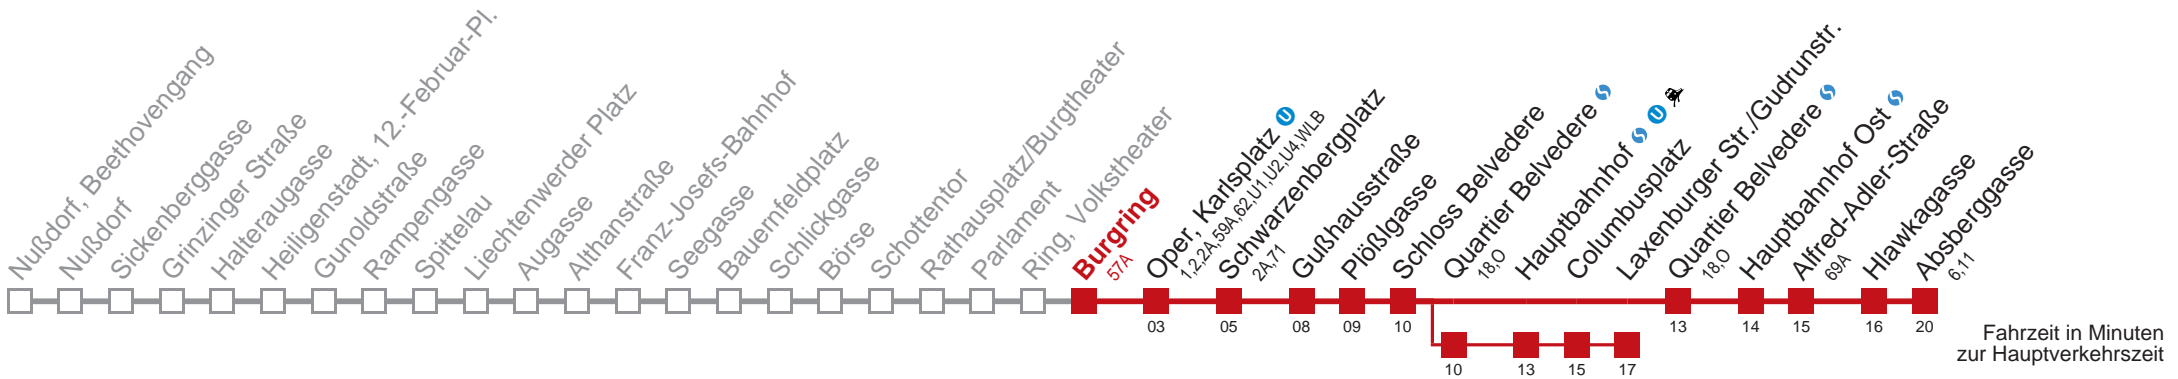 Nußdorf, Beethovengang
Nußdorf
Sickenberggasse
Grinzinger Straße
Halteraugasse
Heiligenstadt, 12.-Februar-Pl.
Gunoldstraße
Rampengasse
Spittelau
Liechtenwerder Platz
Augasse
Althanstraße
Franz-Josefs-Bahnhof
Seegasse
Bauernfeldplatz
Schlickgasse
Börse
Schottentor
Rathausplatz/Burgtheater
Parlament
Ring, Volkstheater
Burgring
57A
Oper, Karlsplatz U
1,2,2A,59A,62,U1,U2,U4,WLB
Schwarzenbergplatz
2A,71
Gußhausstraße
Plößlgasse
Schloss Belvedere
Quartier Belvedere S
18,O
Hauptbahnhof S U
Columbusplatz
Laxenburger Str./Gudrunstr.
Quartier Belvedere S
18,O
Hauptbahnhof Ost S
Alfred-Adler-Straße
69A
Hlawkagasse
Absberggasse
6,11
03
05
08
09
10
13
14
15
16
20
10
13
15
17
Fahrzeit in Minuten
zur Hauptverkehrszeit